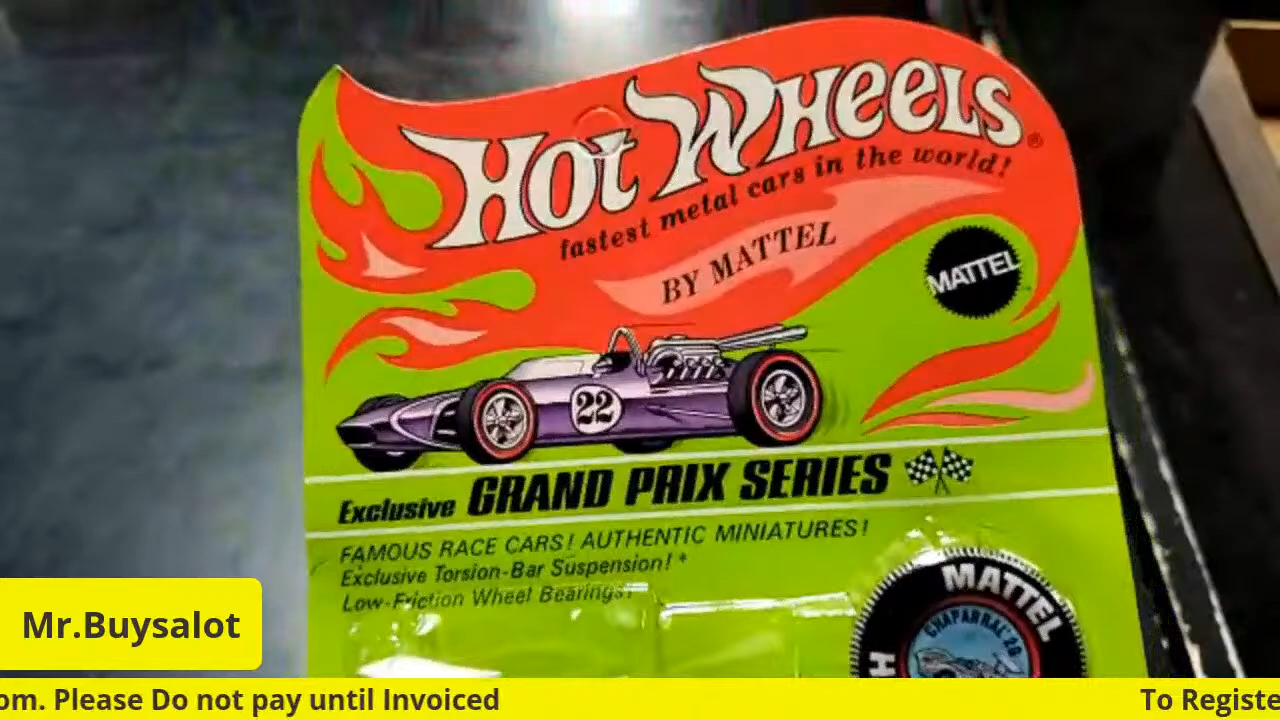 HOT WHEELS®
fastest metal cars in the world!
BY MATTEL
MATTEL
22
Exclusive GRAND PRIX SERIES
FAMOUS RACE CARS! AUTHENTIC MINIATURES!
Exclusive Torsion-Bar Suspension!*
Low-Friction Wheel Bearings!
MATTEL
CHAPARRAL 2G
H
Mr.Buysalot
om. Please Do not pay until Invoiced
To Registe